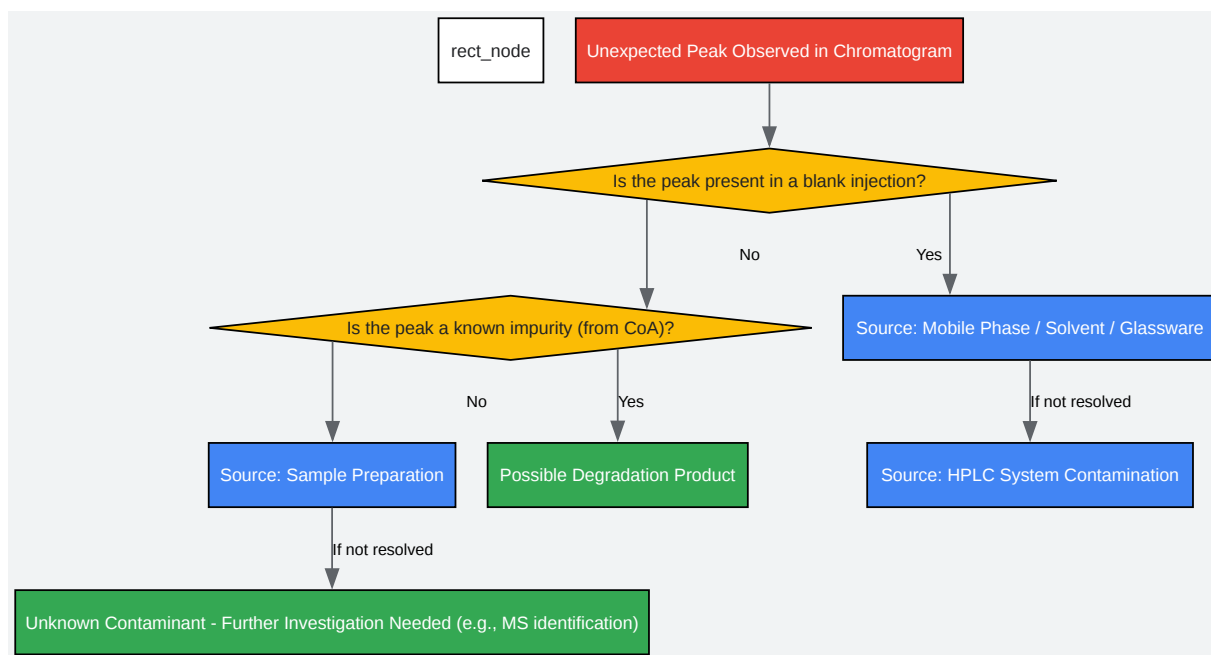 rect_node
Unexpected Peak Observed in Chromatogram
Is the peak present in a blank injection?
No
Yes
Is the peak a known impurity (from CoA)?
Source: Mobile Phase / Solvent / Glassware
No
Yes
If not resolved
Source: Sample Preparation
Possible Degradation Product
Source: HPLC System Contamination
If not resolved
Unknown Contaminant - Further Investigation Needed (e.g., MS identification)